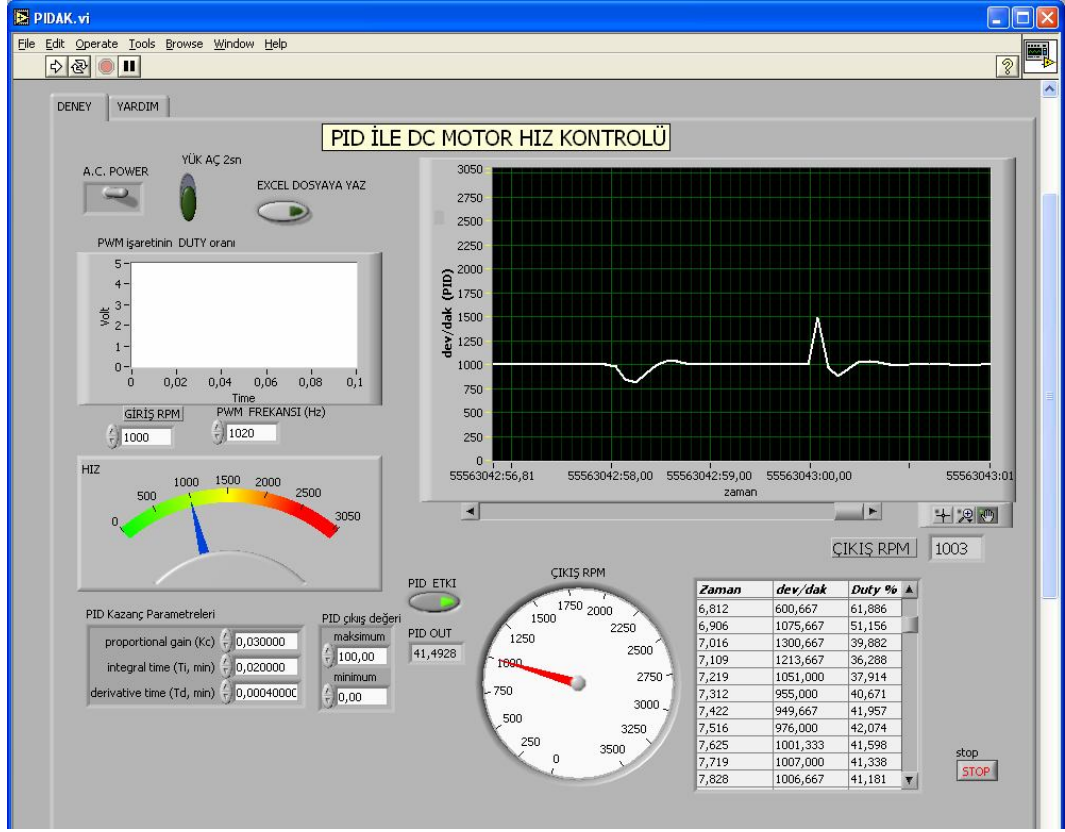 PIDAK.vi
File Edit Operate Tools Browse Window Help
DENEY YARDIM
PID İLE DC MOTOR HIZ KONTROLÜ
A.C. POWER
YÜK AÇ 2sn
EXCEL DOSYAYA YAZ
PWM işaretinin DUTY oranı
Volt
5
4
3
2
1
0
0 0,02 0,04 0,06 0,08 0,1
Time
GİRİŞ RPM
1000
PWM FREKANSI (Hz)
1020
dev/dak (PID)
3050
2750
2500
2250
2000
1750
1500
1250
1000
750
500
250
0
55563042:56,81 55563042:58,00 55563042:59,00 55563043:00,00 55563043:01
zaman
HIZ
0 500 1000 1500 2000 2500 3050
ÇIKIŞ RPM 1003
PID Kazanç Parametreleri
proportional gain (Kc) 0,030000
integral time (Ti, min) 0,020000
derivative time (Td, min) 0,0004000
PID çıkış değeri
maksimum
100,00
minimum
0,00
PID ETKI
PID OUT
41,4928
ÇIKIŞ RPM
0 250 500 750 1000 1250 1500 1750 2000 2250 2500 2750 3000 3250 3500
Zaman dev/dak Duty %
6,812 600,667 61,886
6,906 1075,667 51,156
7,016 1300,667 39,882
7,109 1213,667 36,288
7,219 1051,000 37,914
7,312 955,000 40,671
7,422 949,667 41,957
7,516 976,000 42,074
7,625 1001,333 41,598
7,719 1007,000 41,338
7,828 1006,667 41,181
stop
STOP